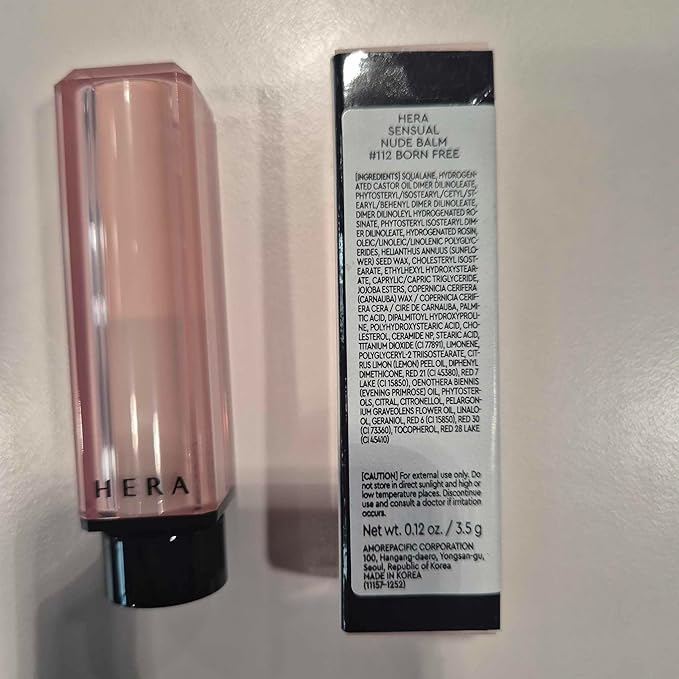 HERA
HERA
SENSUAL
NUDE BALM
#112 BORN FREE
[INGREDIENTS] SQUALANE, HYDROGEN-
ATED CASTOR OIL DIMER DILINOLEATE,
PHYTOSTERYL/ISOSTEARYL/CETYL/ST-
EARYL/BEHENYL DIMER DILINOLEATE,
DIMER DILINOLEYL HYDROGENATED RO-
SINATE, PHYTOSTERYL ISOSTEARYL DIM-
ER DILINOLEATE, HYDROGENATED ROSIN,
OLEIC/LINOLEIC/LINOLENIC POLYGLYC-
ERIDES, HELIANTHUS ANNUUS (SUNFLO-
WER) SEED WAX, CHOLESTERYL ISOST-
EARATE, ETHYLHEXYL HYDROXYSTEAR-
ATE, CAPRYLIC/CAPRIC TRIGLYCERIDE,
JOJOBA ESTERS, COPERNICIA CERIFERA
(CARNAUBA) WAX / COPERNICIA CERIF-
ERA CERA / CIRE DE CARNAUBA, PALMI-
TIC ACID, DIPALMITOYL HYDROXYPROL-
INE, POLYHYDROXYSTEARIC ACID, CHO-
LESTEROL, CERAMIDE NP, STEARIC ACID,
TITANIUM DIOXIDE (CI 77891), LIMONENE,
POLYGLYCERYL-2 TRIISOSTEARATE, CIT-
RUS LIMON (LEMON) PEEL OIL, DIPHENYL
DIMETHICONE, RED 21 (CI 45380), RED 7
LAKE (CI 15850), OENOTHERA BIENNIS
(EVENING PRIMROSE) OIL, PHYTOSTER-
OLS, CITRAL, CITRONELLOL, PELARGON-
IUM GRAVEOLENS FLOWER OIL, LINALO-
OL, GERANIOL, RED 6 (CI 15850), RED 30
(CI 73360), TOCOPHEROL, RED 28 LAKE
(CI 45410)
[CAUTION] For external use only. Do
not store in direct sunlight and high or
low temperature places. Discontinue
use and consult a doctor if irritation
occurs.
Net wt. 0.12 oz. / 3.5 g
AMOREPACIFIC CORPORATION
100, Hangang-daero, Yongsan-gu,
Seoul, Republic of Korea
MADE IN KOREA
(11157-1252)